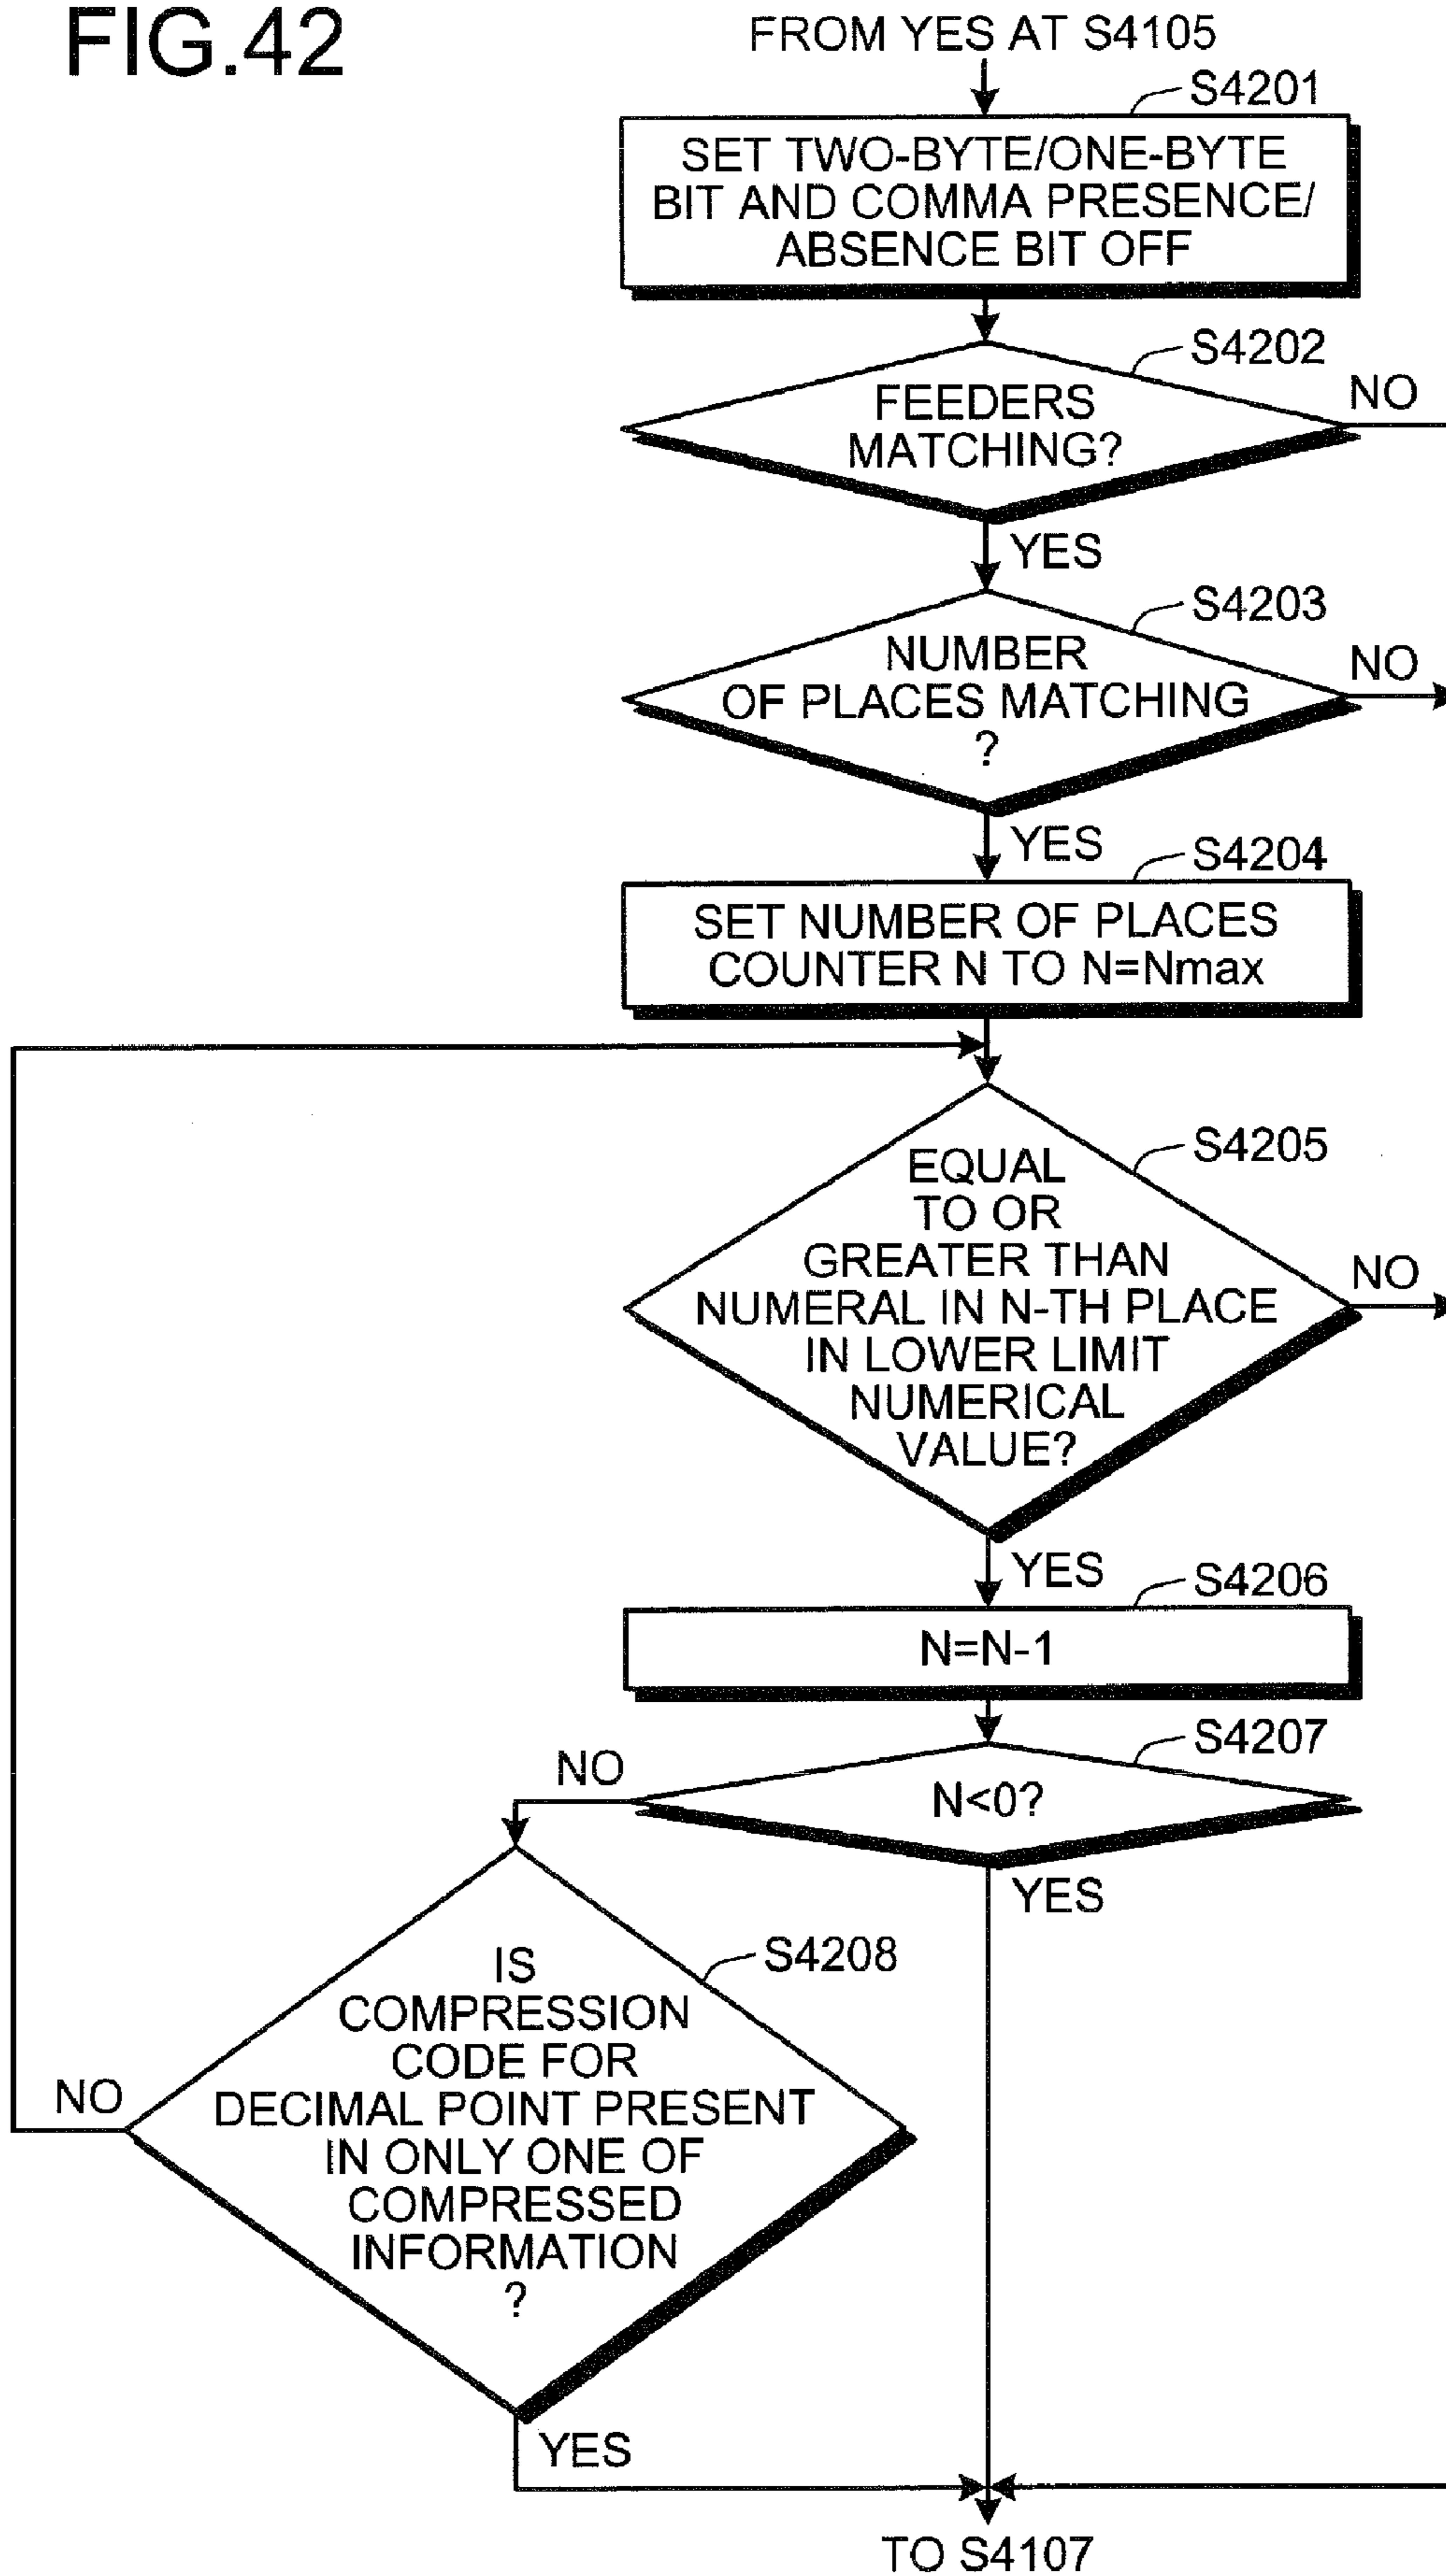 FIG.42
FROM YES AT S4105
S4201
SET TWO-BYTE/ONE-BYTE
BIT AND COMMA PRESENCE/
ABSENCE BIT OFF
S4202
FEEDERS
MATCHING?
NO
YES
S4203
NUMBER
OF PLACES MATCHING
?
NO
YES
S4204
SET NUMBER OF PLACES
COUNTER N TO N=Nmax
S4205
EQUAL
TO OR
GREATER THAN
NUMERAL IN N-TH PLACE
IN LOWER LIMIT
NUMERICAL
VALUE?
NO
YES
S4206
N=N-1
S4207
N<0?
NO
YES
S4208
IS
COMPRESSION
CODE FOR
DECIMAL POINT PRESENT
IN ONLY ONE OF
COMPRESSED
INFORMATION
?
NO
YES
TO S4107